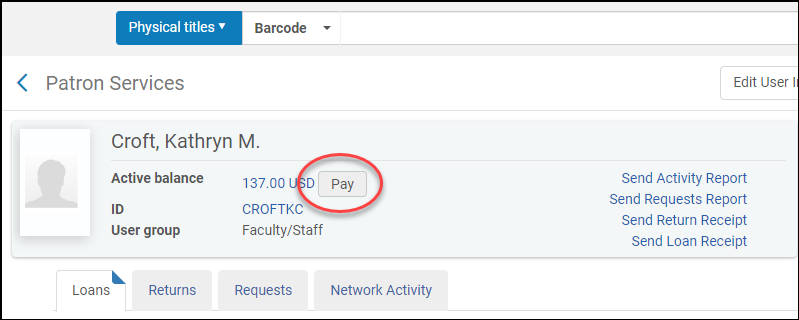 Physical titles Barcode
Patron Services Edit User In
Croft, Kathryn M.
Active balance 137.00 USD Pay
ID CROFTKC
User group Faculty/Staff
Send Activity Report
Send Requests Report
Send Return Receipt
Send Loan Receipt
Loans Returns Requests Network Activity